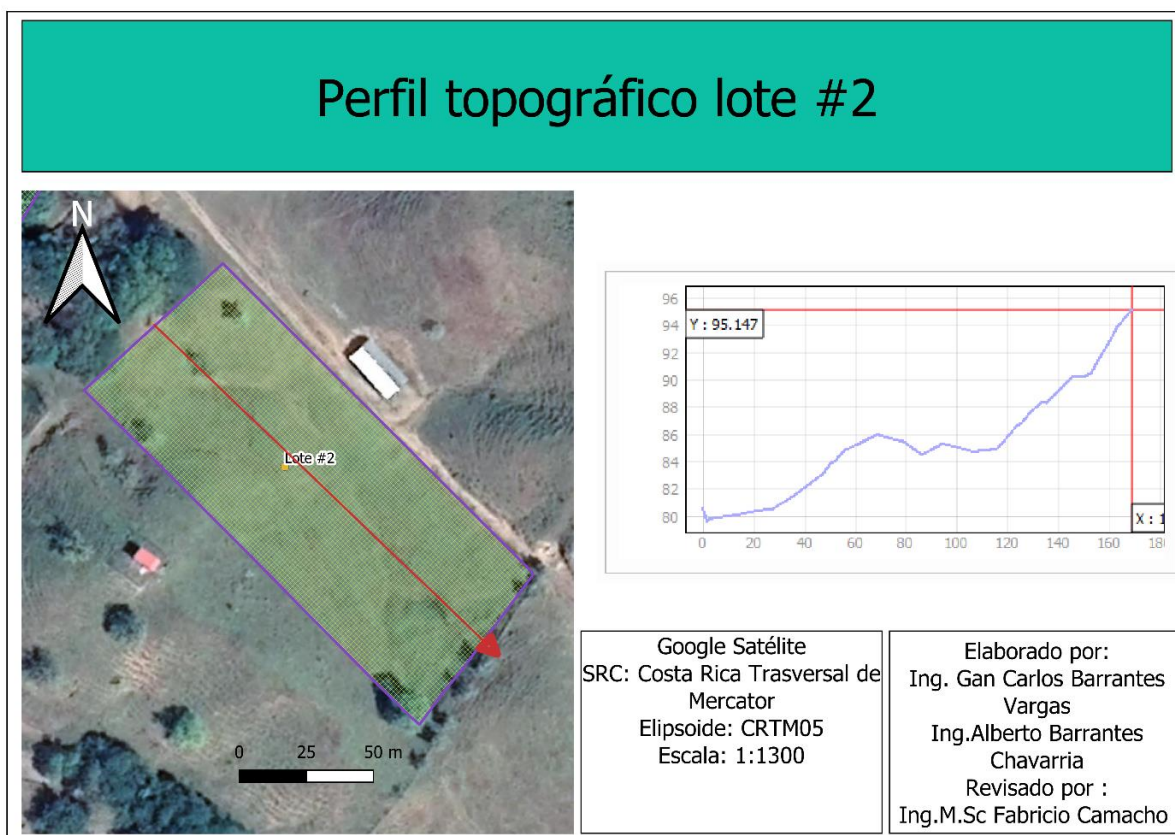 Perfil topográfico lote #2
N
Lote #2
0 25 50 m
96
94
92
90
88
86
84
82
80
Y : 95.147
X : 1
0 20 40 60 80 100 120 140 160 180
Google Satélite
SRC: Costa Rica Trasversal de
Mercator
Elipsoide: CRTM05
Escala: 1:1300
Elaborado por:
Ing. Gan Carlos Barrantes
Vargas
Ing.Alberto Barrantes
Chavarria
Revisado por :
Ing.M.Sc Fabricio Camacho